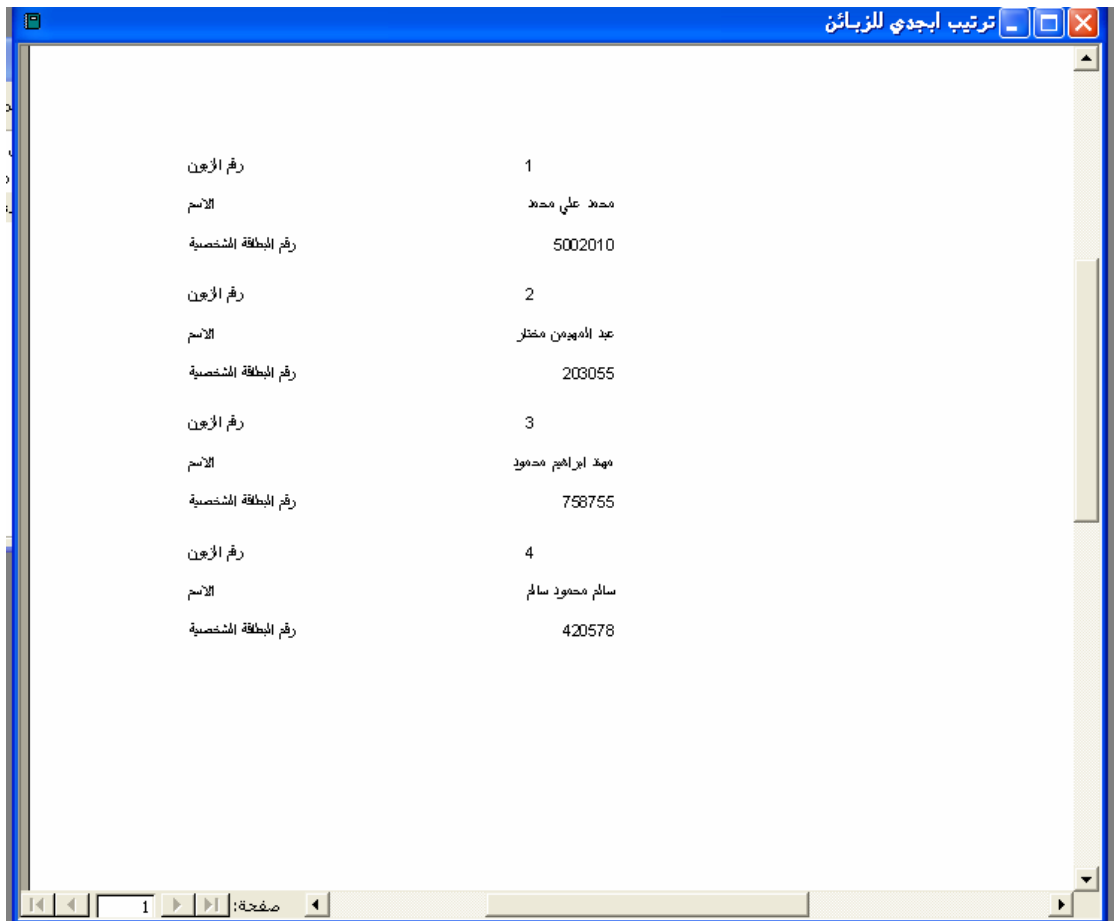 ترتيب ابجدي للزبائن
رقم الزبون 1
الاسم محمد علي محمد
رقم البطاقة الشخصية 5002010
رقم الزبون 2
الاسم عبد المهيمن مختار
رقم البطاقة الشخصية 203055
رقم الزبون 3
الاسم مهند ابراهيم محمود
رقم البطاقة الشخصية 758755
رقم الزبون 4
الاسم سالم محمود سالم
رقم البطاقة الشخصية 420578
صفحة: 1